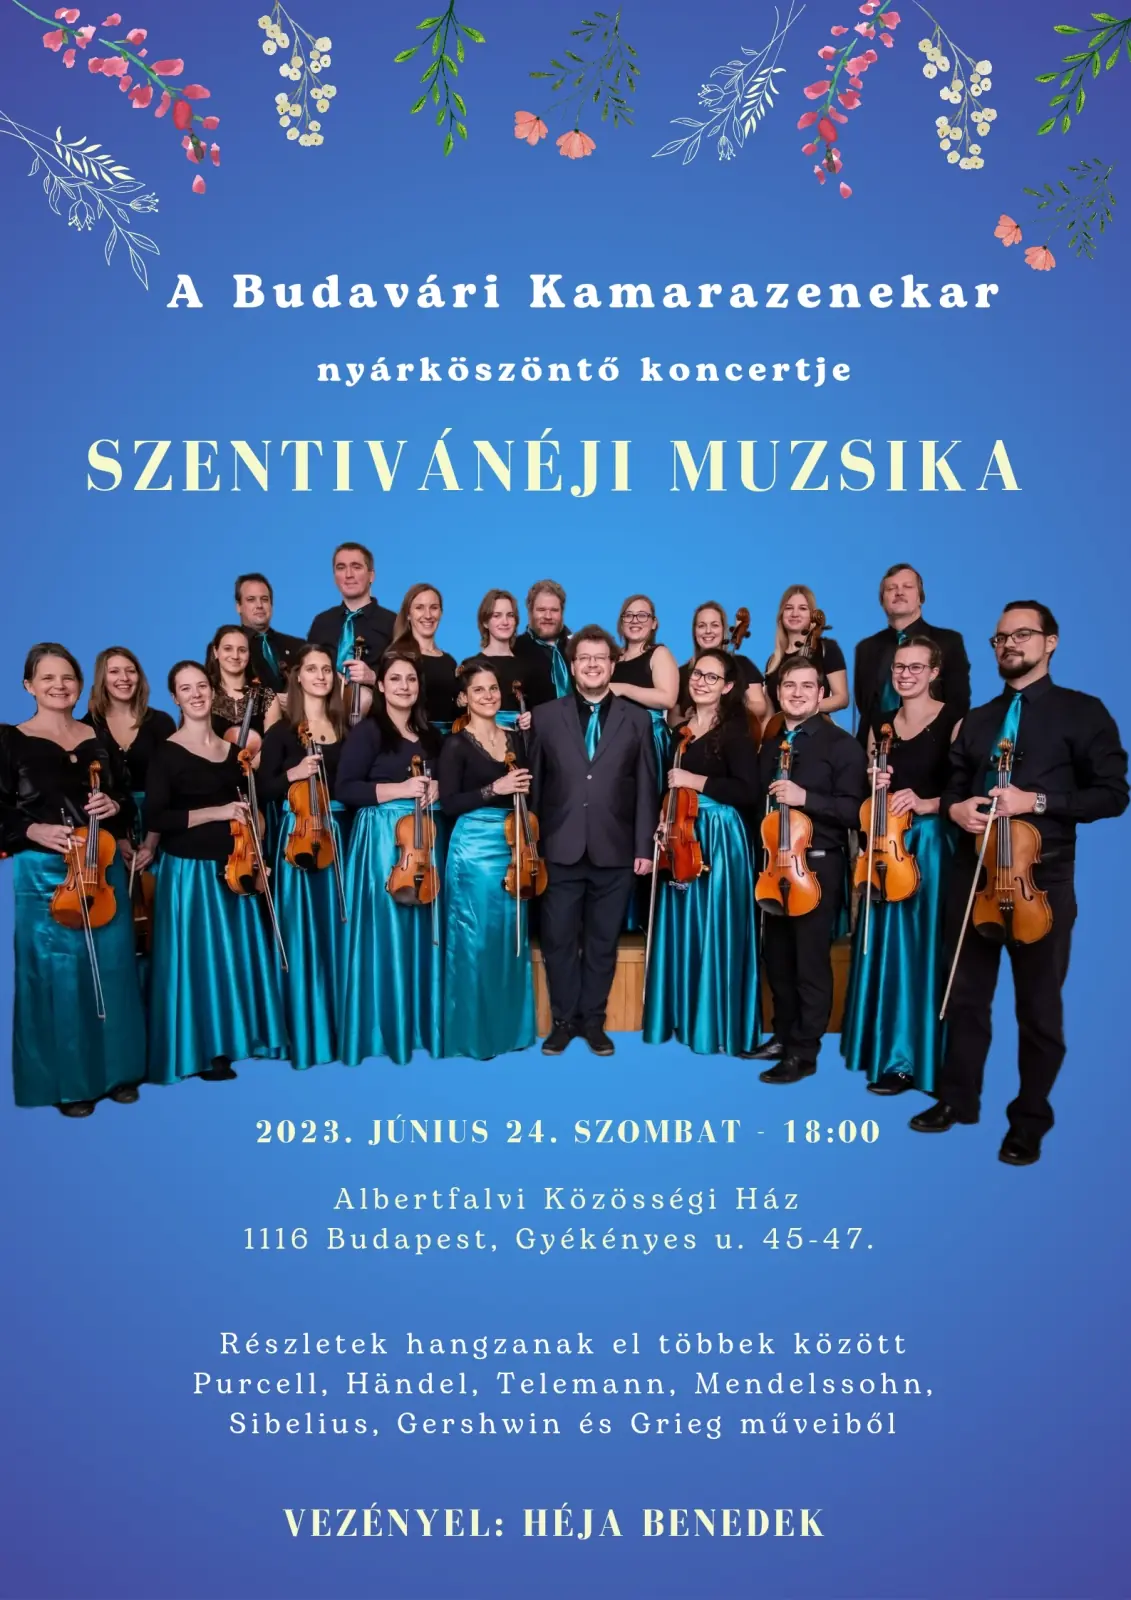 A Budavári Kamarazenekar
nyárköszöntő koncertje
SZENTIVÁNÉJI MUZSIKA
2023. JÚNIUS 24. SZOMBAT - 18:00
Albertfalvi Közösségi Ház
1116 Budapest, Gyékényes u. 45-47.
Részletek hangzanak el többek között
Purcell, Händel, Telemann, Mendelssohn,
Sibelius, Gershwin és Grieg műveiből
VEZÉNYEL: HÉJA BENEDEK